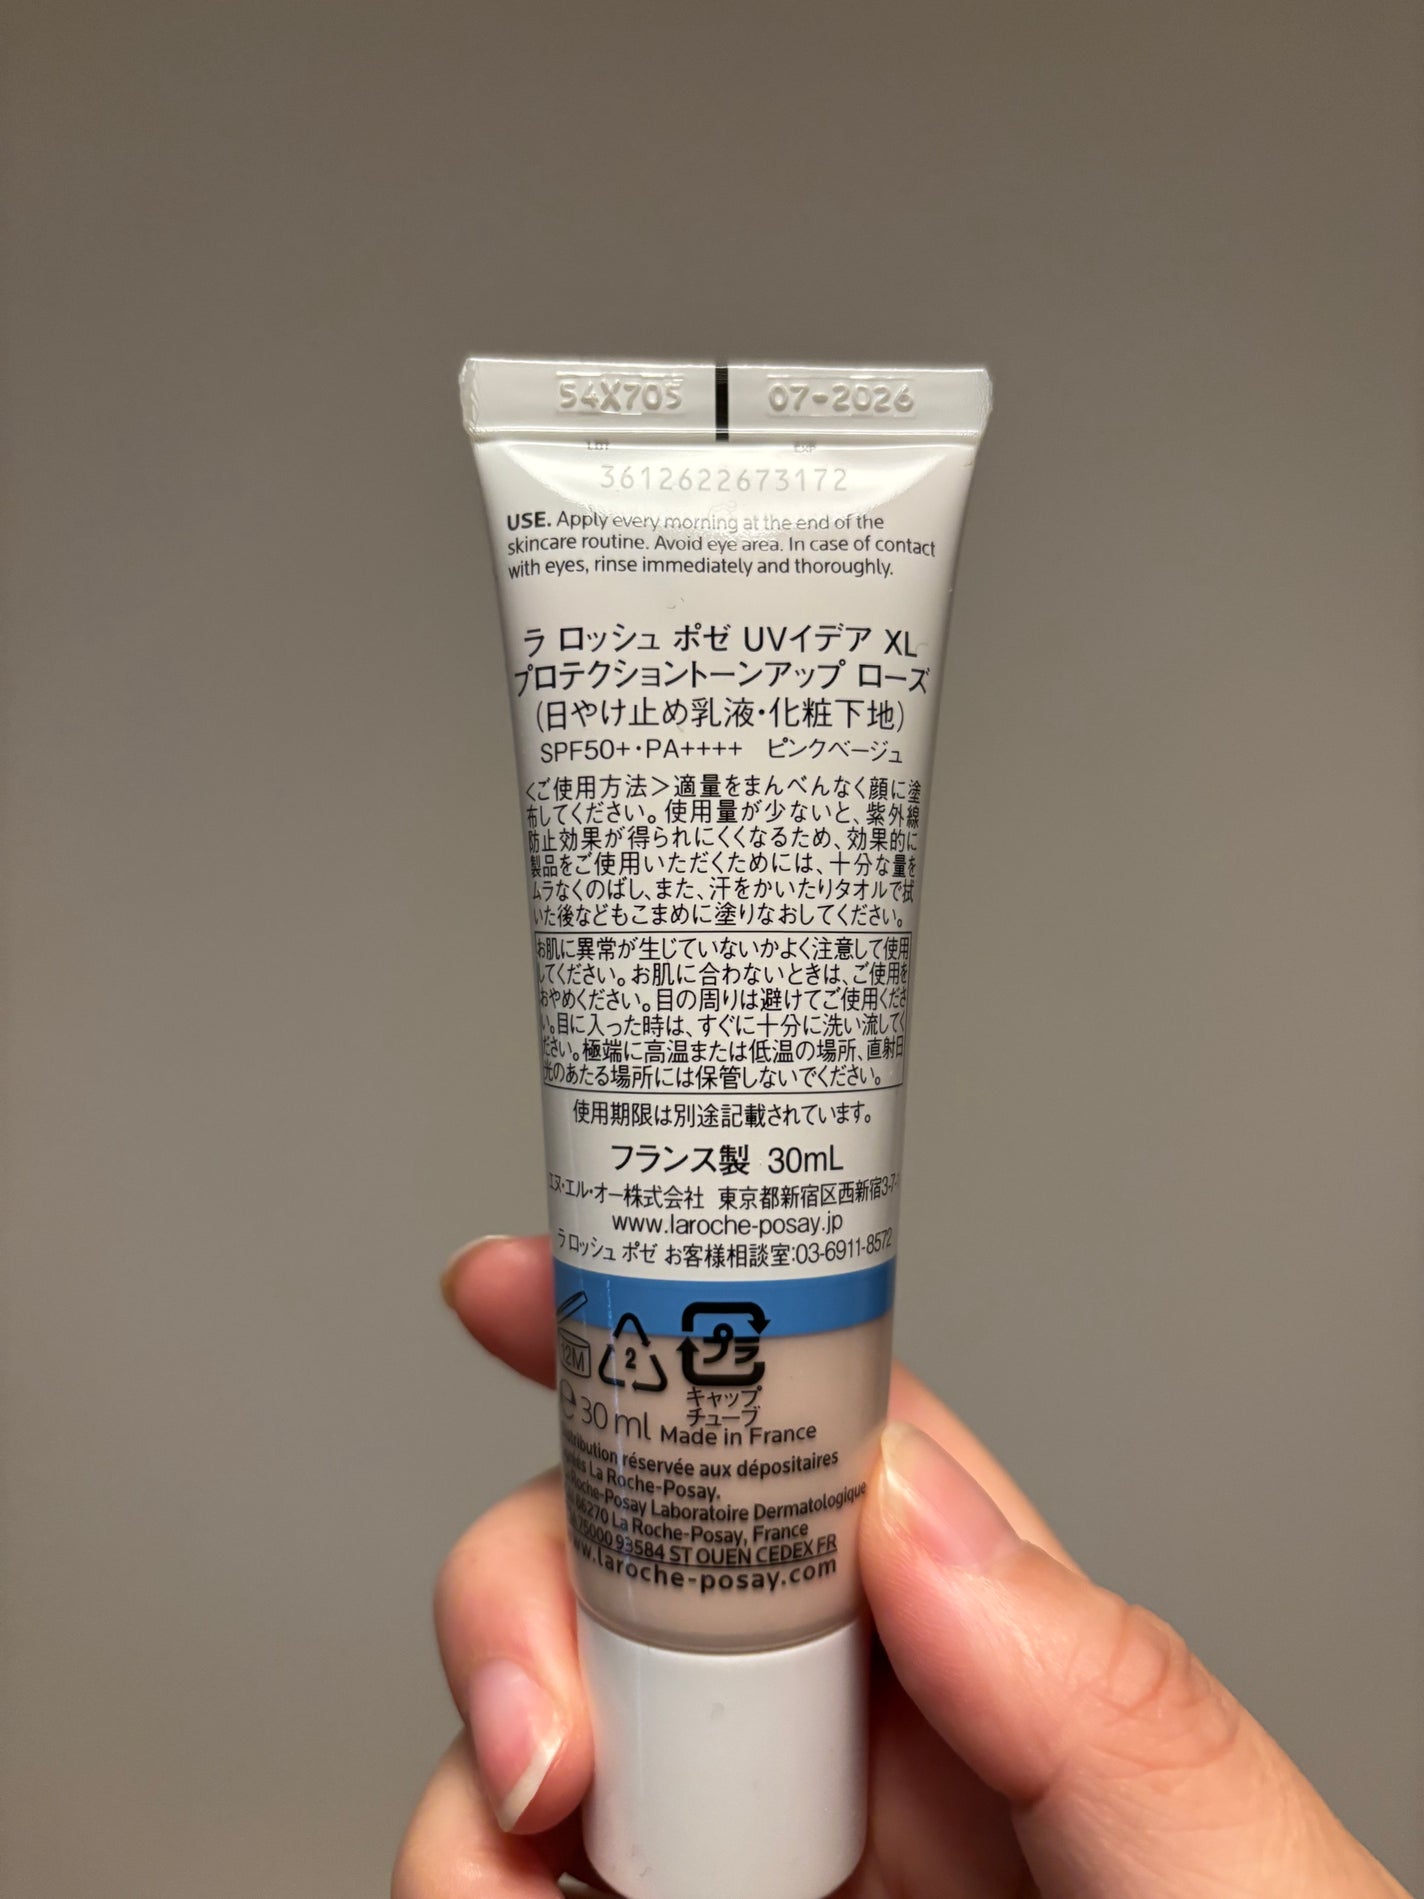 54X705 07-2026
LOT EXP
3612622673172
USE. Apply every morning at the end of the
skincare routine. Avoid eye area. In case of contact
with eyes, rinse immediately and thoroughly.
ラ ロッシュ ポゼ UVイデア XL
プロテクショントーンアップ ローズ
(日やけ止め乳液・化粧下地)
SPF50+・PA++++ ピンクベージュ
<ご使用方法>適量をまんべんなく顔に塗
布してください。使用量が少ないと、紫外線
防止効果が得られにくくなるため、効果的に
製品をご使用いただくためには、十分な量を
ムラなくのばし、また、汗をかいたりタオルで拭
いた後などもこまめに塗りなおしてください。
お肌に異常が生じていないかよく注意して使用
してください。お肌に合わないときは、ご使用を
おやめください。目の周りは避けてご使用くださ
い。目に入った時は、すぐに十分に洗い流してく
ださい。極端に高温または低温の場所、直射日
光のあたる場所には保管しないでください。
使用期限は別途記載されています。
フランス製 30mL
エヌ・エル・オー株式会社 東京都新宿区西新宿3-7-
www.laroche-posay.jp
ラ ロッシュ ポゼ お客様相談室:03-6911-8572
12M 2 プラ
キャップ
チューブ
e 30 ml Made in France
réservée aux dépositaires
La Roche-Posay.
Roche-Posay Laboratoire Dermatologique
86270 La Roche-Posay, France
75000 93584 ST OUEN CEDEX FR
www.laroche-posay.com